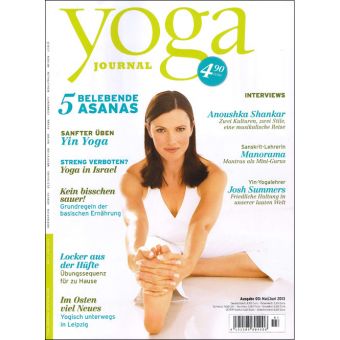 yoga
JOURNAL
4,90
5 BELEBENDE
ASANAS
SANFTER ÜBEN
Yin Yoga
STRENG VERBOTEN?
Yoga in Israel
Kein bisschen
sauer!
Grundregeln der
basischen Ernährung
Locker aus
der Hüfte
Übungssequenz
für zu Hause
Im Osten
viel Neues
Yogisch unterwegs
in Leipzig
INTERVIEWS
Anoushka Shankar
Zwei Kulturen, zwei Stile,
eine musikalische Reise
Sanskrit-Lehrerin
Manorama
Mantras als Mini-Gurus
Yin-Yogalehrer
Josh Summers
Friedliche Haltung in
unserer lauten Welt